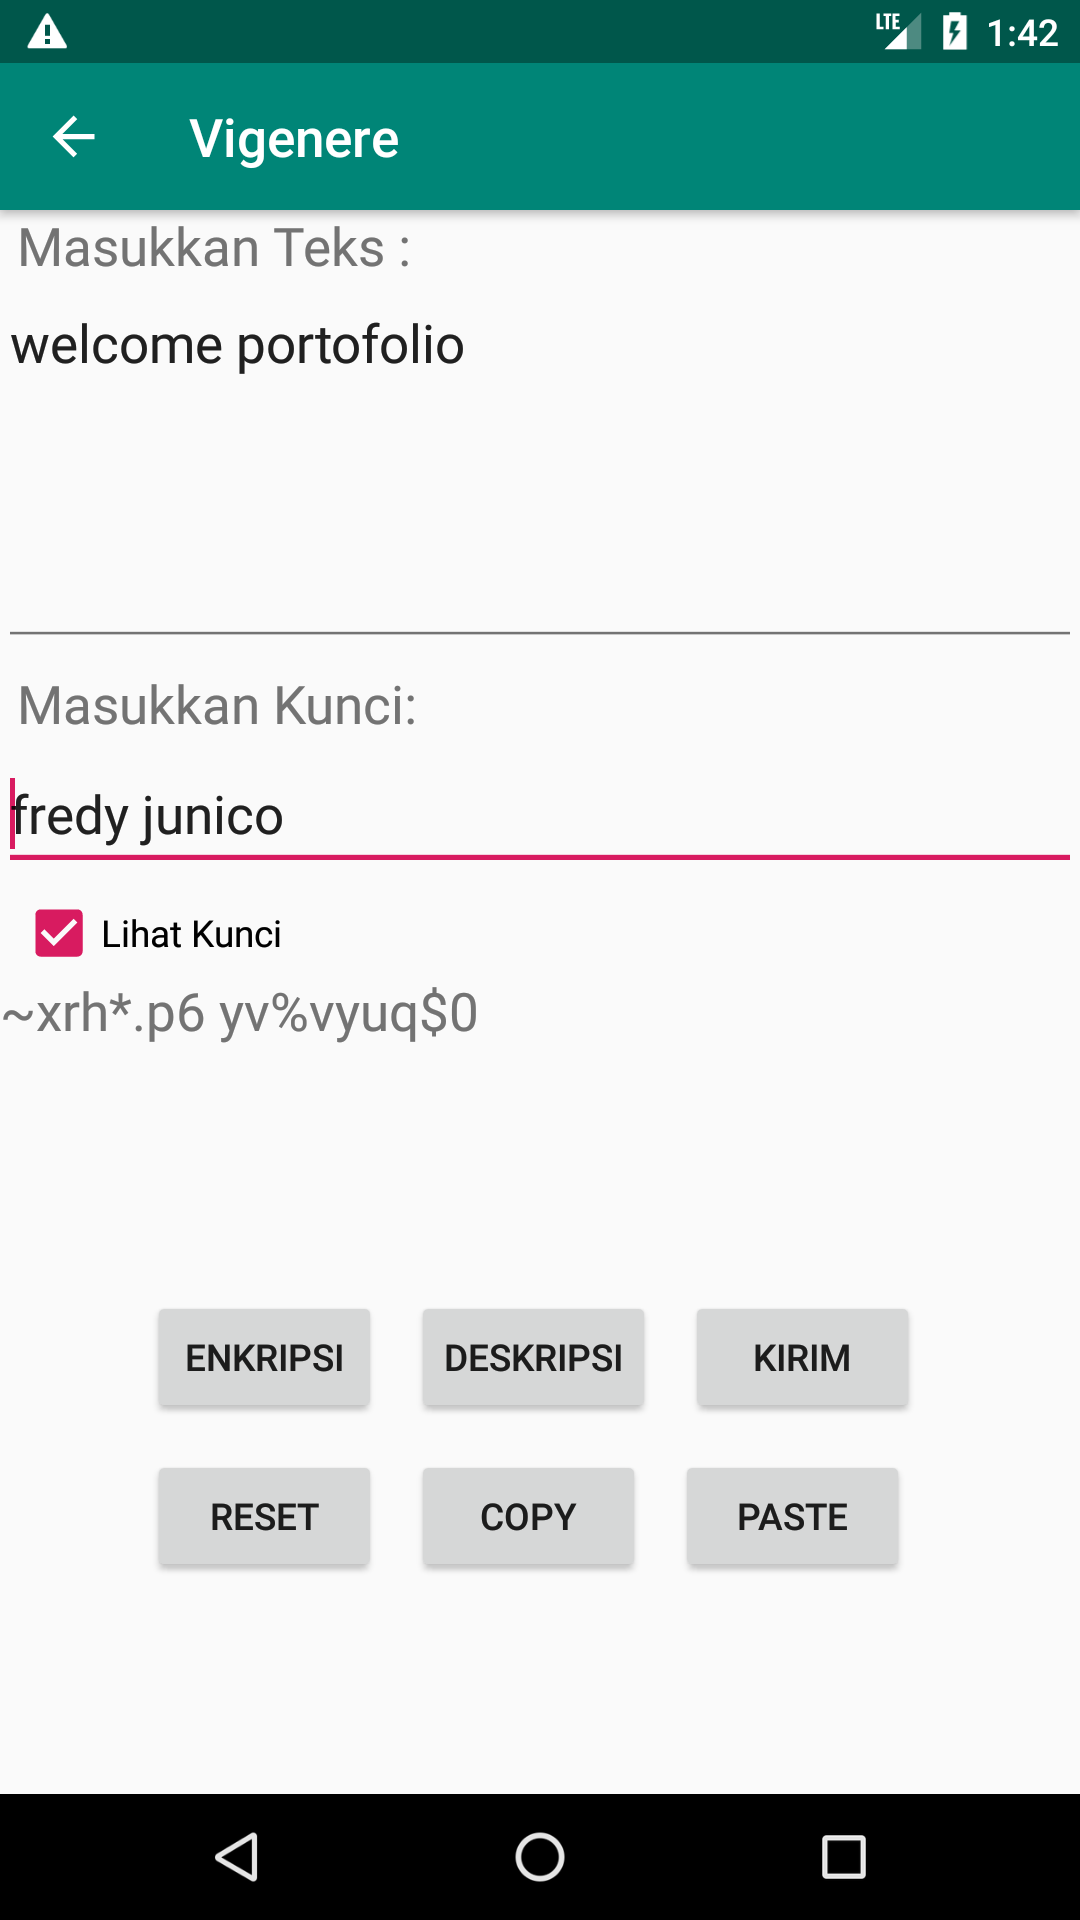 LTE 1:42
Vigenere
Masukkan Teks :
welcome portofolio
Masukkan Kunci:
fredy junico
Lihat Kunci
~xrh*.p6 yv%vyuq$0
ENKRIPSI DESKRIPSI KIRIM
RESET COPY PASTE